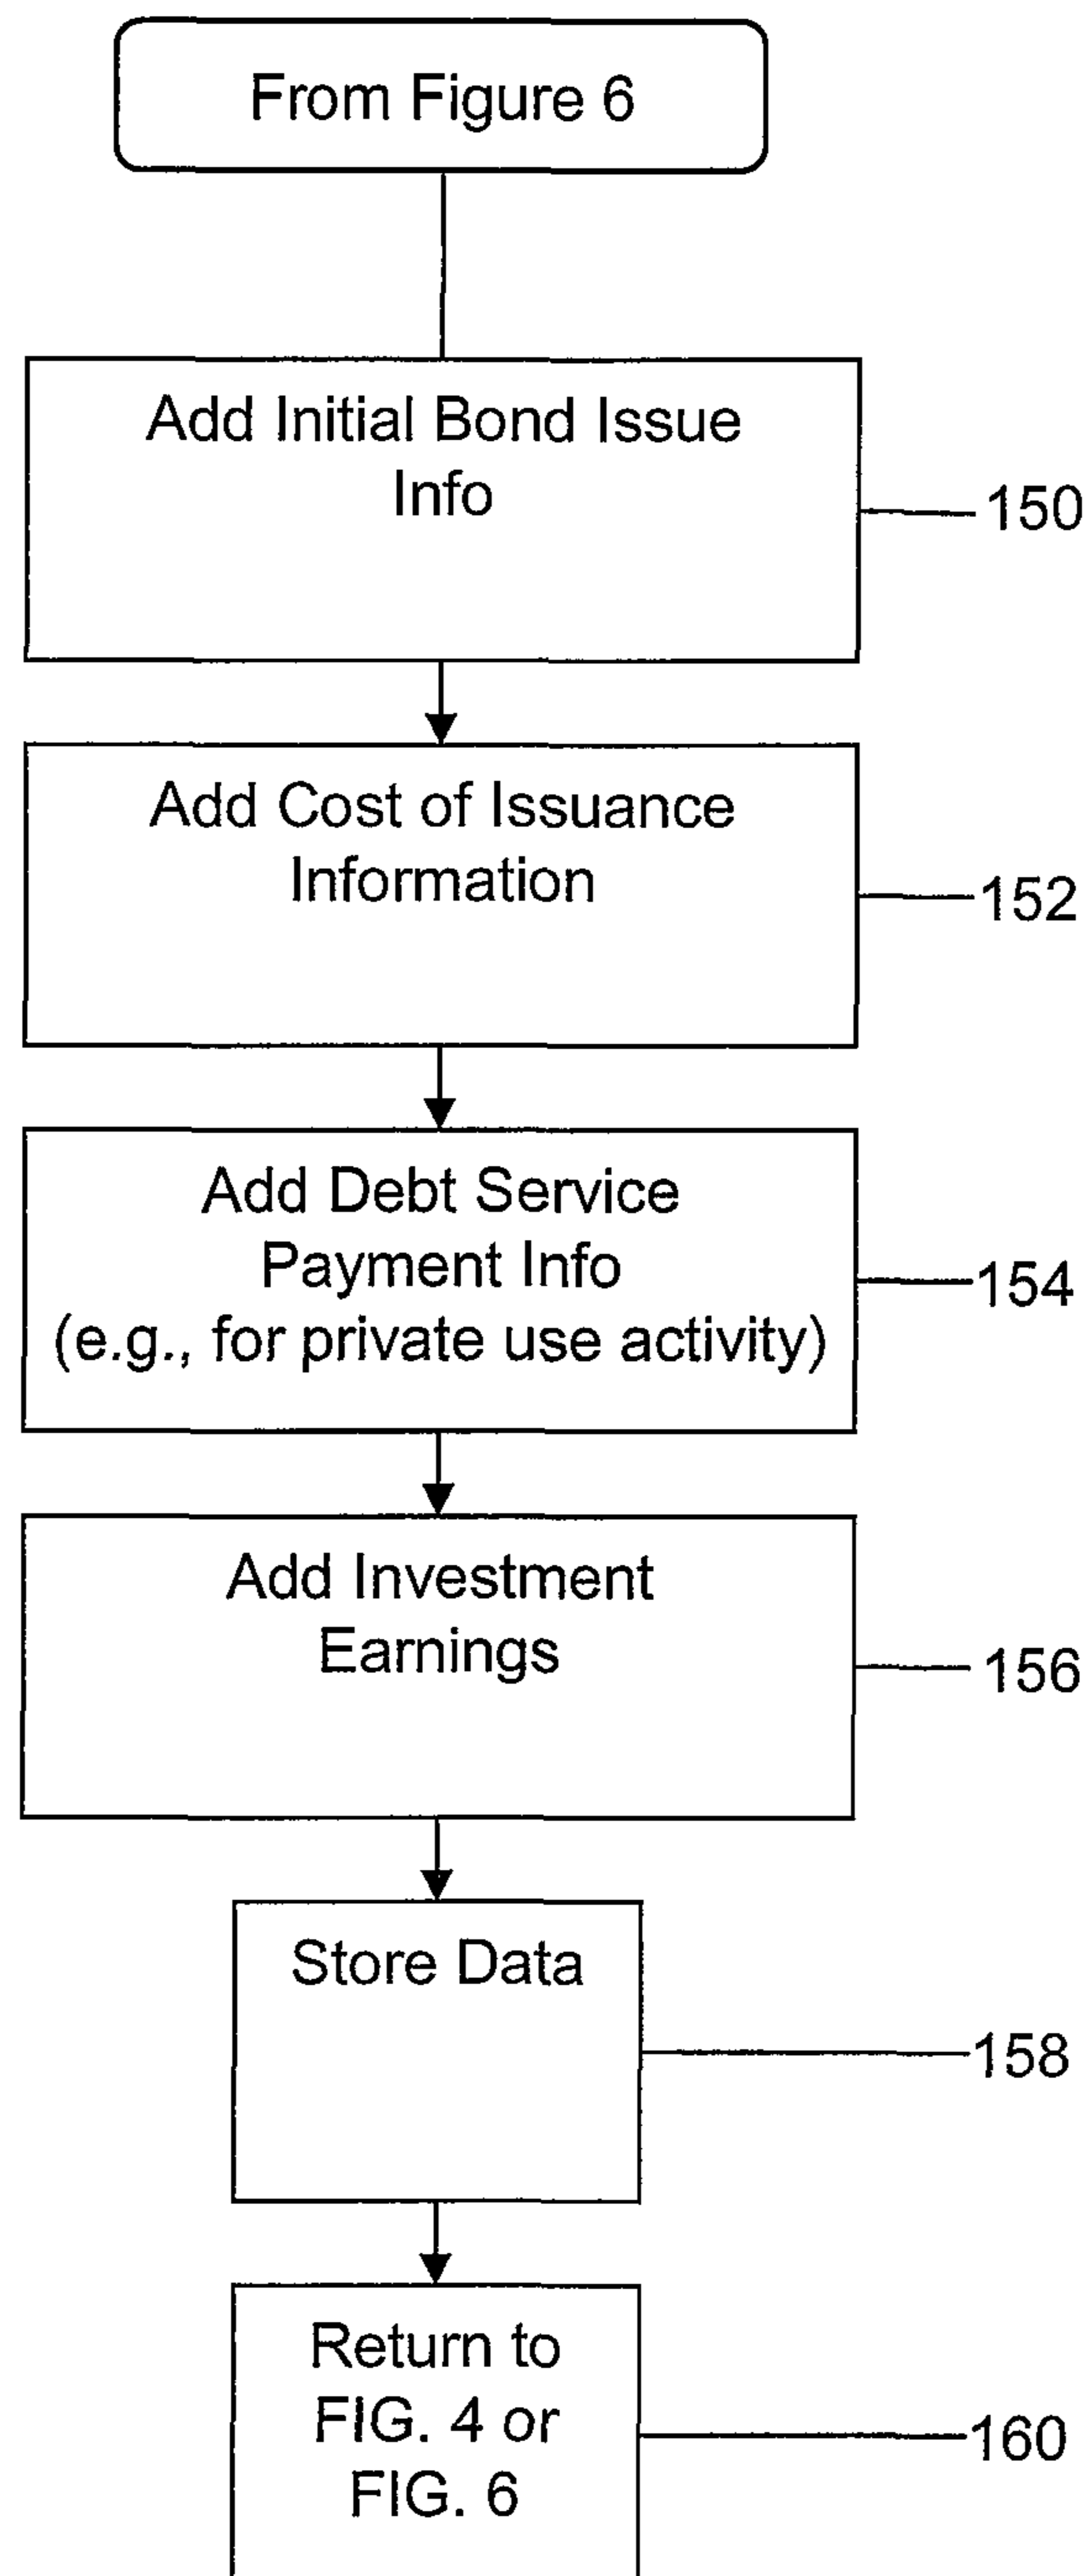 From Figure 6
Add Initial Bond Issue
Info
150
Add Cost of Issuance
Information
152
Add Debt Service
Payment Info
(e.g., for private use activity)
154
Add Investment
Earnings
156
Store Data
158
Return to
FIG. 4 or
FIG. 6
160